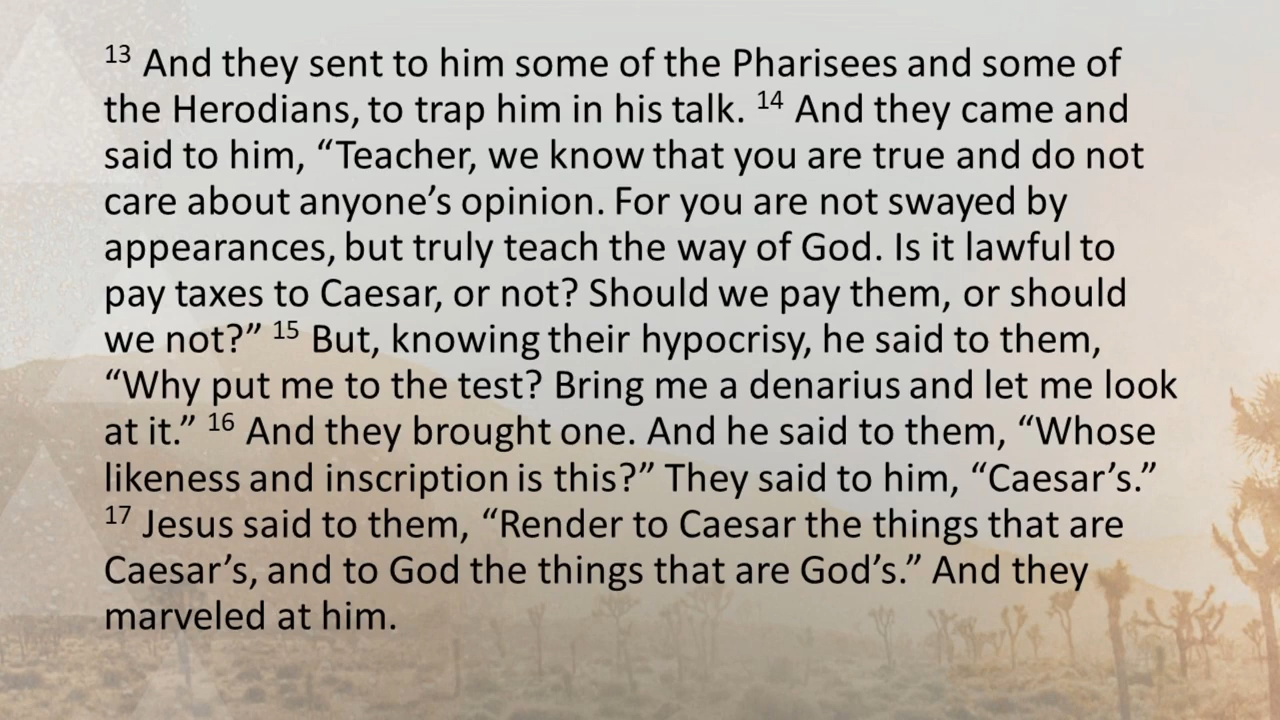 13 And they sent to him some of the Pharisees and some of
the Herodians, to trap him in his talk. 14 And they came and
said to him, “Teacher, we know that you are true and do not
care about anyone’s opinion. For you are not swayed by
appearances, but truly teach the way of God. Is it lawful to
pay taxes to Caesar, or not? Should we pay them, or should
we not?” 15 But, knowing their hypocrisy, he said to them,
“Why put me to the test? Bring me a denarius and let me look
at it.” 16 And they brought one. And he said to them, “Whose
likeness and inscription is this?” They said to him, “Caesar’s.”
17 Jesus said to them, “Render to Caesar the things that are
Caesar’s, and to God the things that are God’s.” And they
marveled at him.